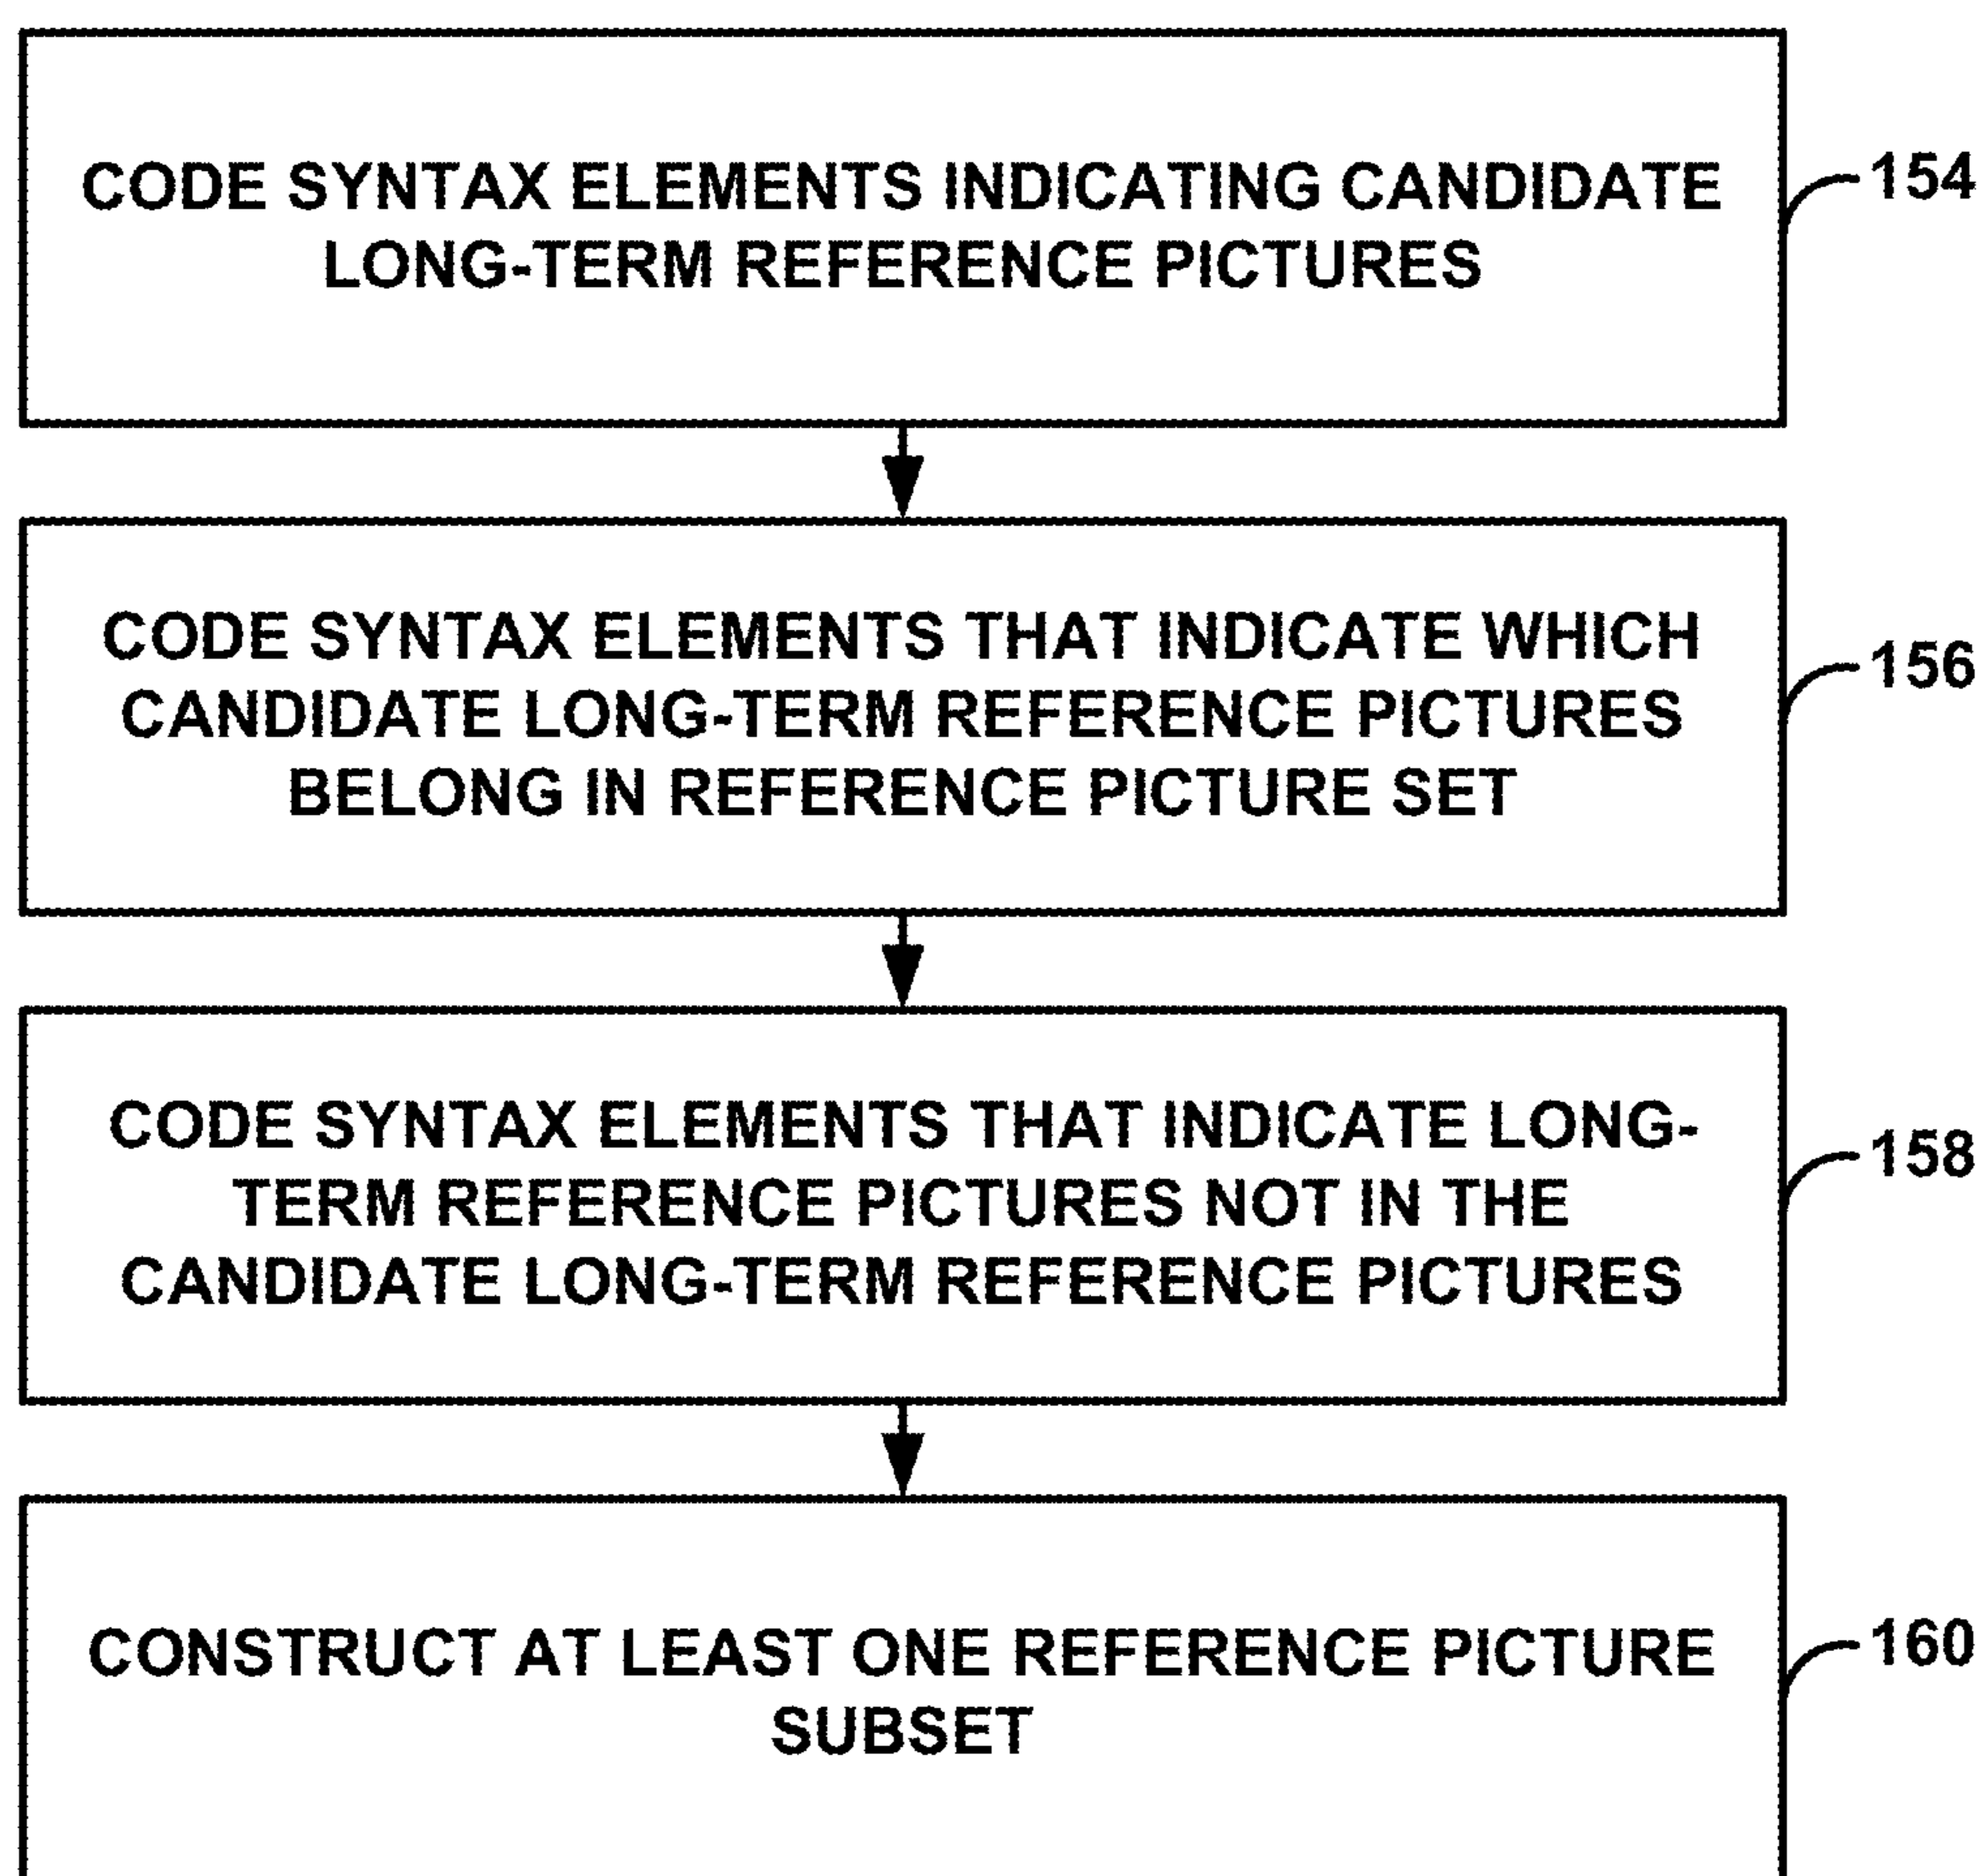 CODE SYNTAX ELEMENTS INDICATING CANDIDATE
LONG-TERM REFERENCE PICTURES
154
CODE SYNTAX ELEMENTS THAT INDICATE WHICH
CANDIDATE LONG-TERM REFERENCE PICTURES
BELONG IN REFERENCE PICTURE SET
156
CODE SYNTAX ELEMENTS THAT INDICATE LONG-
TERM REFERENCE PICTURES NOT IN THE
CANDIDATE LONG-TERM REFERENCE PICTURES
158
CONSTRUCT AT LEAST ONE REFERENCE PICTURE
SUBSET
160